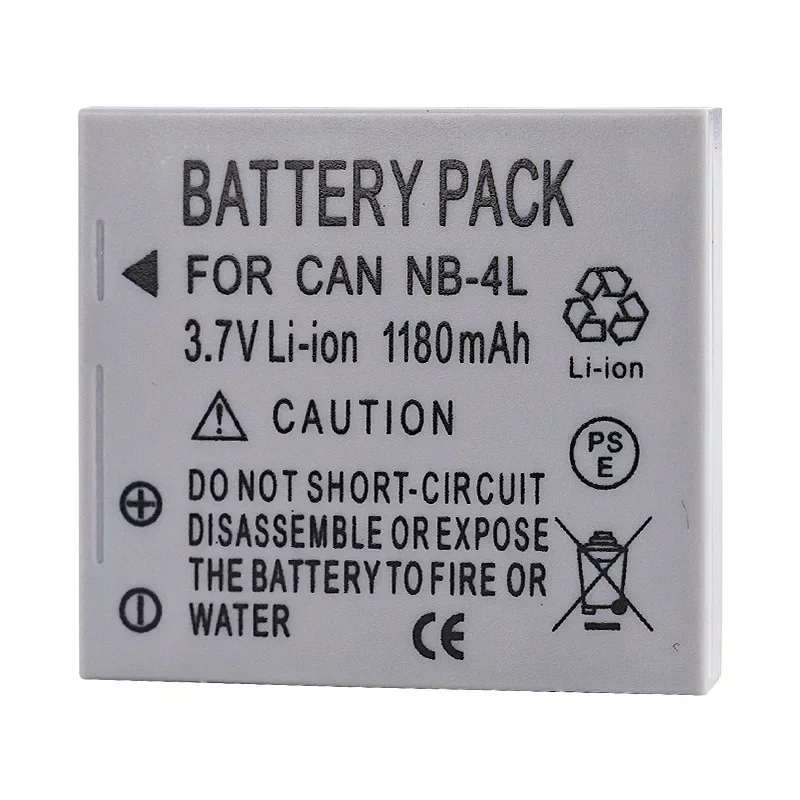 BATTERY PACK
FOR CAN NB-4L
3.7V Li-ion 1180mAh
Li-ion
CAUTION
PS
E
DO NOT SHORT-CIRCUIT
DISASSEMBLE OR EXPOSE
THE BATTERY TO FIRE OR
WATER
CE